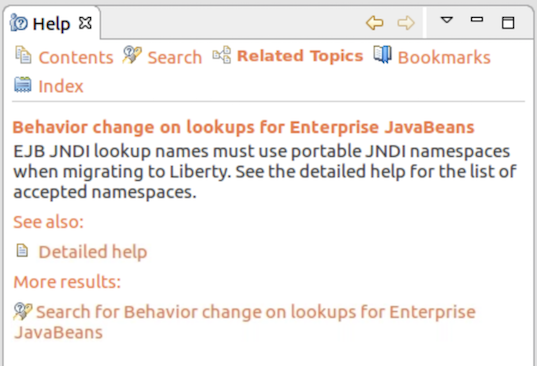 Help
Contents Search Related Topics Bookmarks
Index
Behavior change on lookups for Enterprise JavaBeans
EJB JNDI lookup names must use portable JNDI namespaces
when migrating to Liberty. See the detailed help for the list of
accepted namespaces.
See also:
Detailed help
More results:
Search for Behavior change on lookups for Enterprise
JavaBeans